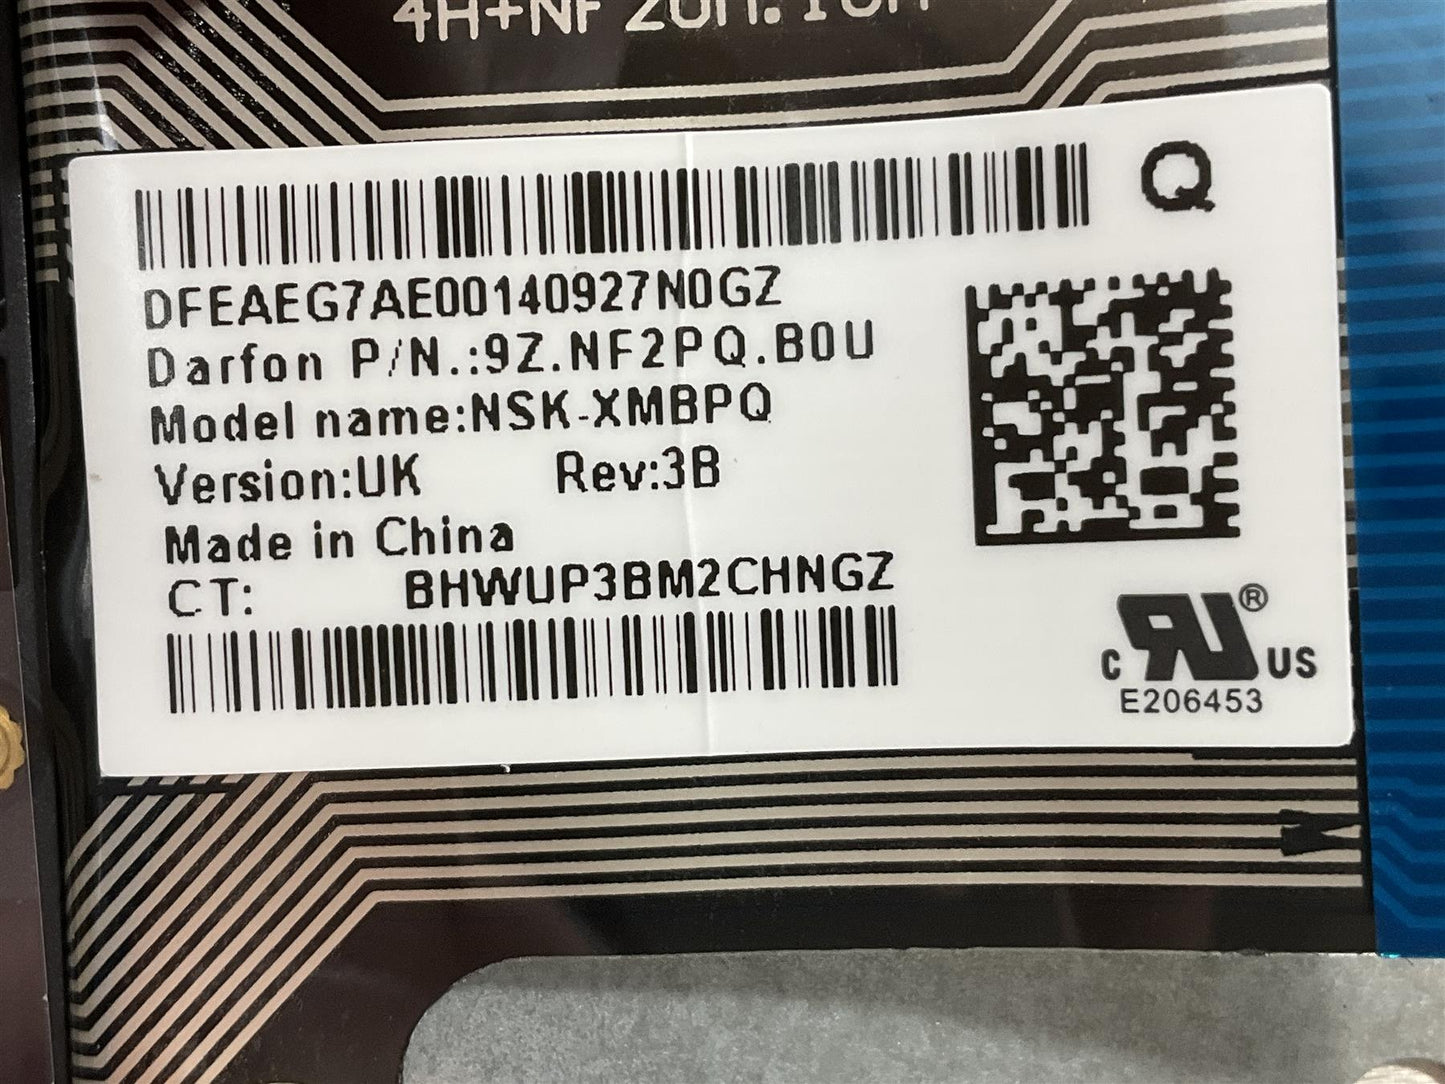 Q
DFEAEG7AE00140927N0GZ
Darfon P/N.:9Z.NF2PQ.B0U
Model name:NSK-XMBPQ
Version:UK Rev:3B
Made in China
CT: BHWUP3BM2CHNGZ
c RU ® US
E206453